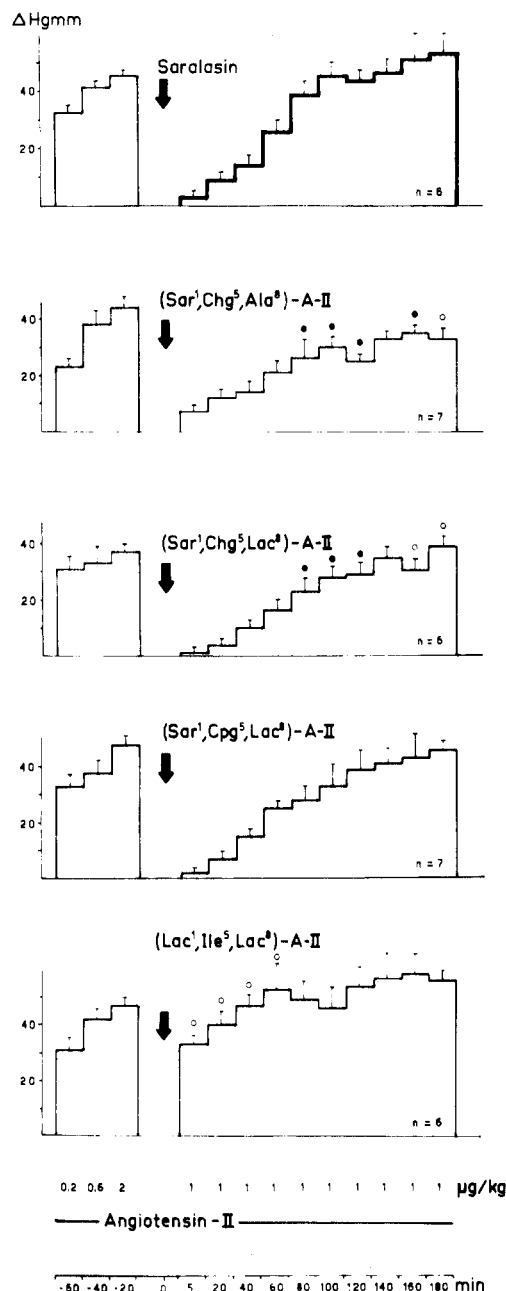 ΔHgmm
Saralasin
40
20
n = 6
(Sar¹,Chg⁵,Ala⁸)-A-II
40
20
n = 7
(Sar¹,Chg⁵,Lac⁸)-A-II
40
20
n = 6
(Sar¹,Cpg⁵,Lac⁸)-A-II
40
20
n = 7
(Lac¹,Ile⁵,Lac⁸)-A-II
40
20
n = 6
0.2 0.6 2 1 1 1 1 1 1 1 1 1 1 µg/kg
Angiotensin-II
-60 -40 -20 0 5 20 40 60 80 100 120 140 160 180 min